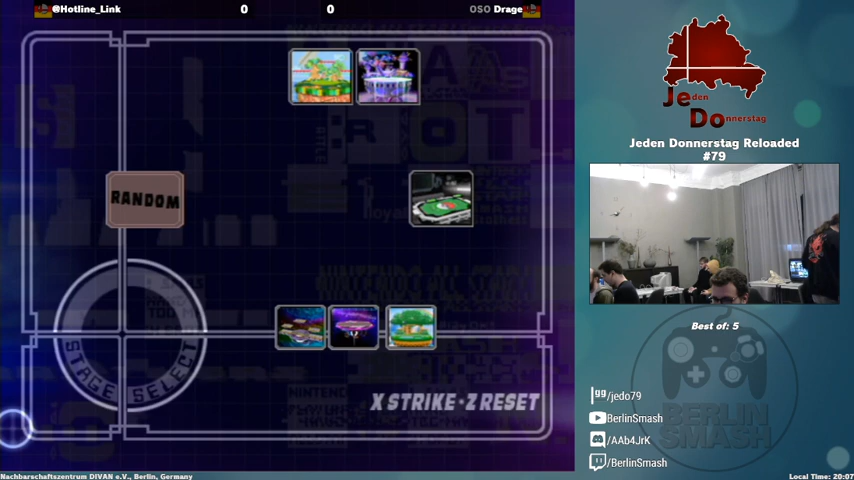 @Hotline_Link 0 0 OSO Drage
Jeden
Donnerstag
Jeden Donnerstag Reloaded
#79
RANDOM
STAGE SELECT
X STRIKE · Z RESET
Best of: 5
BERLIN
SMASH
gg/jedo79
BerlinSmash
/AAb4JrK
/BerlinSmash
Nachbarschaftszentrum DIVAN e.V., Berlin, Germany
Local Time: 20:07